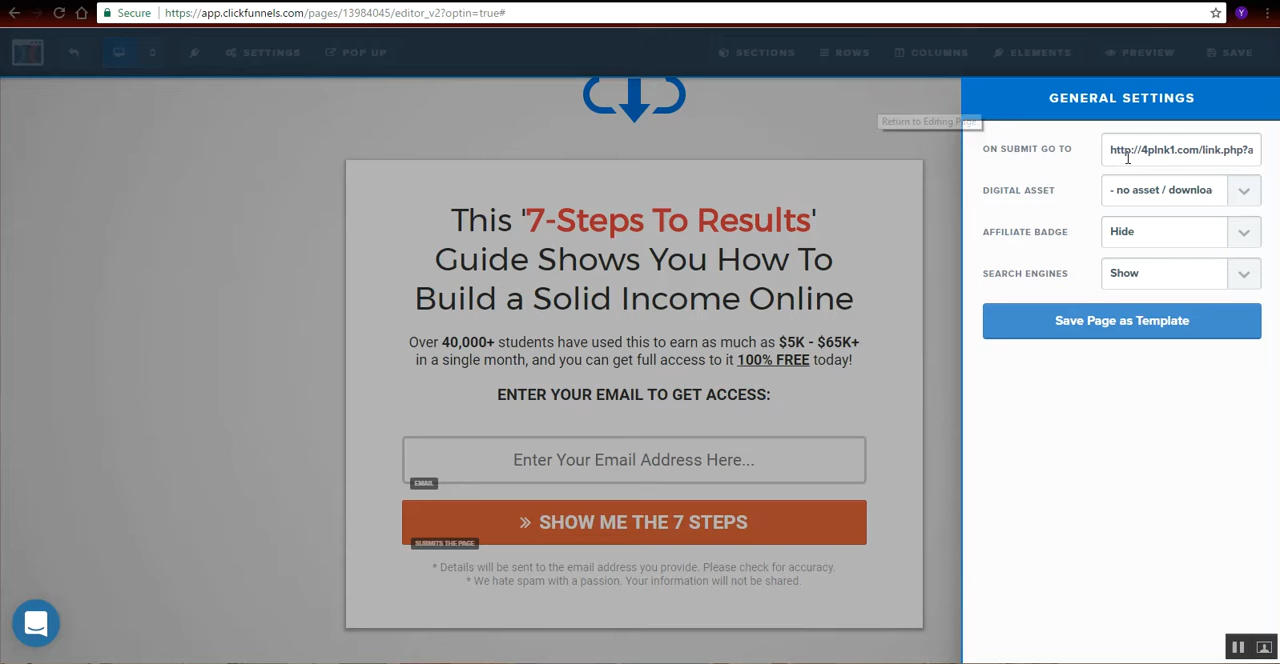 Secure https://app.clickfunnels.com/pages/13984045/editor_v2?optin=true#
Y
SETTINGS POP UP SECTIONS ROWS COLUMNS ELEMENTS PREVIEW SAVE
GENERAL SETTINGS
Return to Editing Page
ON SUBMIT GO TO http://4plnk1.com/link.php?a
DIGITAL ASSET - no asset / downloa
AFFILIATE BADGE Hide
SEARCH ENGINES Show
Save Page as Template
This '7-Steps To Results'
Guide Shows You How To
Build a Solid Income Online
Over 40,000+ students have used this to earn as much as $5K - $65K+
in a single month, and you can get full access to it 100% FREE today!
ENTER YOUR EMAIL TO GET ACCESS:
Enter Your Email Address Here...
EMAIL
» SHOW ME THE 7 STEPS
SUBMITS THE PAGE
* Details will be sent to the email address you provide. Please check for accuracy.
* We hate spam with a passion. Your information will not be shared.